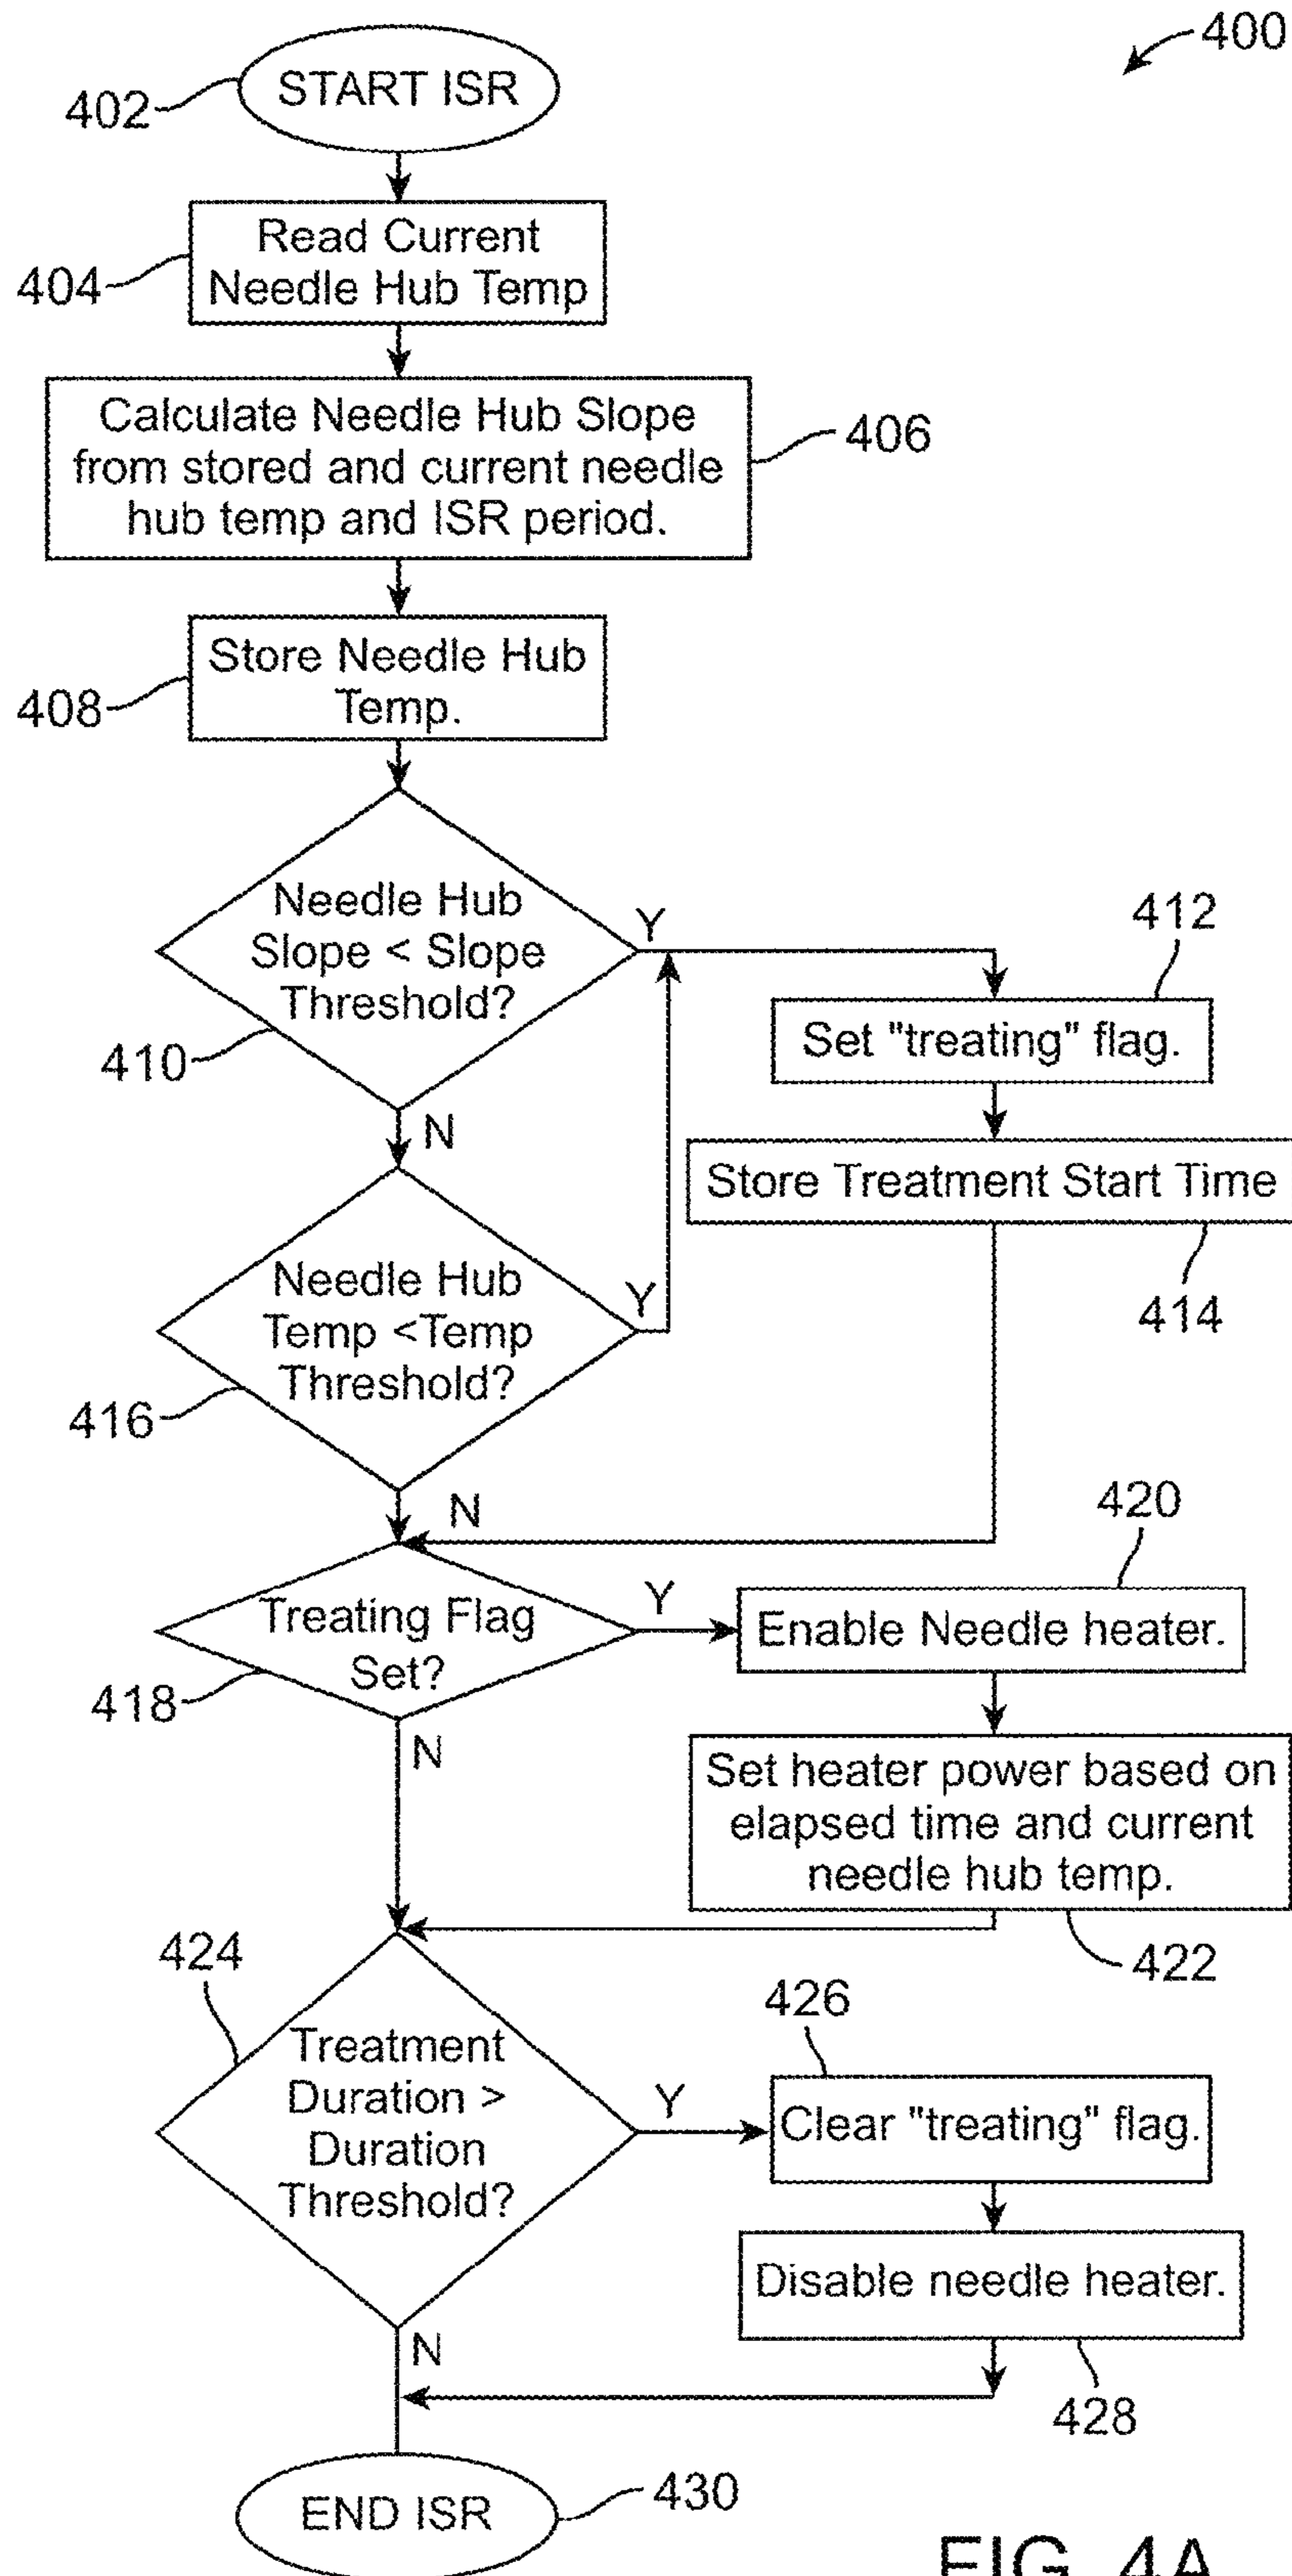 400
START ISR
402
Read Current
Needle Hub Temp
404
Calculate Needle Hub Slope
from stored and current needle
hub temp and ISR period.
406
Store Needle Hub
Temp.
408
Needle Hub
Slope < Slope
Threshold?
Y
410
N
412
Set "treating" flag.
Store Treatment Start Time
414
Needle Hub
Temp <Temp
Threshold?
Y
416
N
Treating Flag
Set?
Y
418
N
420
Enable Needle heater.
Set heater power based on
elapsed time and current
needle hub temp.
422
424
Treatment
Duration >
Duration
Threshold?
Y
N
426
Clear "treating" flag.
Disable needle heater.
428
END ISR
430
FIG. 4A